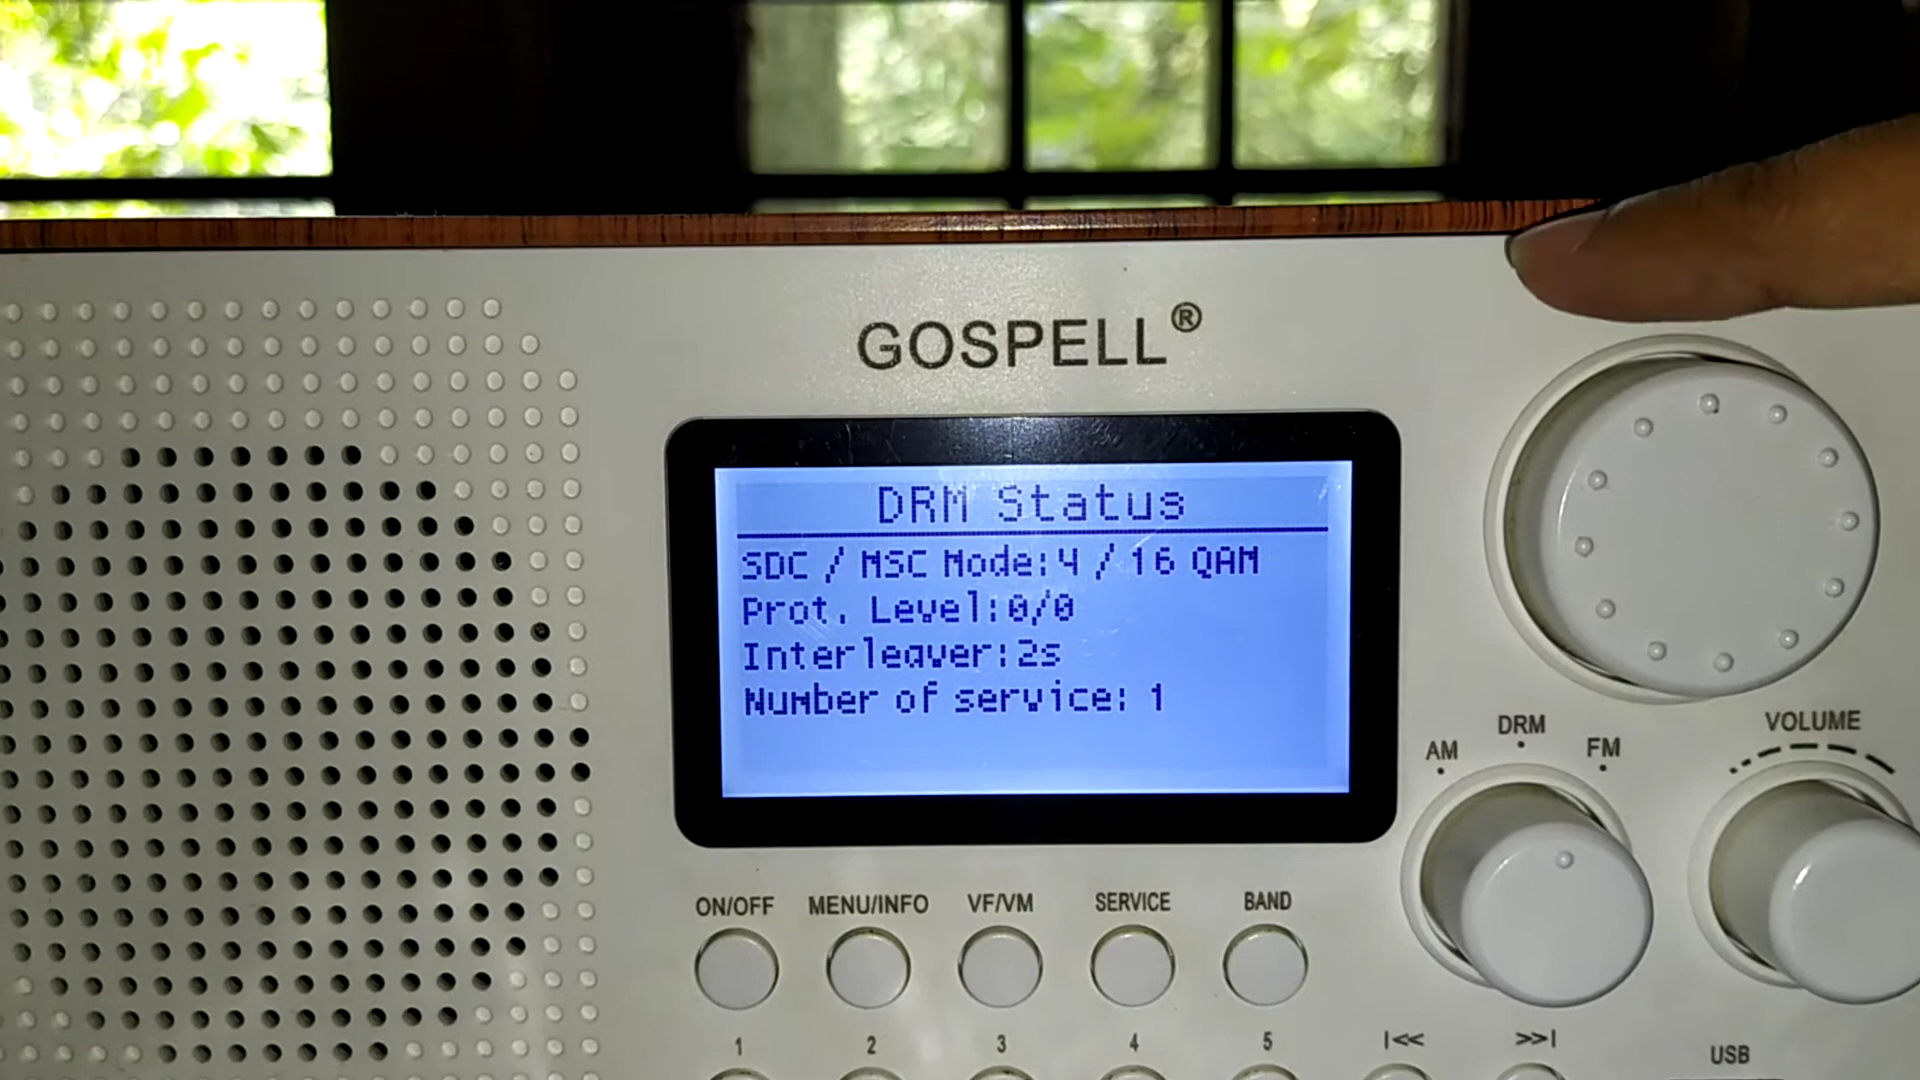 GOSPELL®
DRM Status
SDC / MSC Mode:4 / 16 QAM
Prot. Level:0/0
Interleaver:2s
Number of service: 1
AM
DRM
FM
VOLUME
ON/OFF
MENU/INFO
VF/VM
SERVICE
BAND
1
2
3
4
5
|<<
>>|
USB